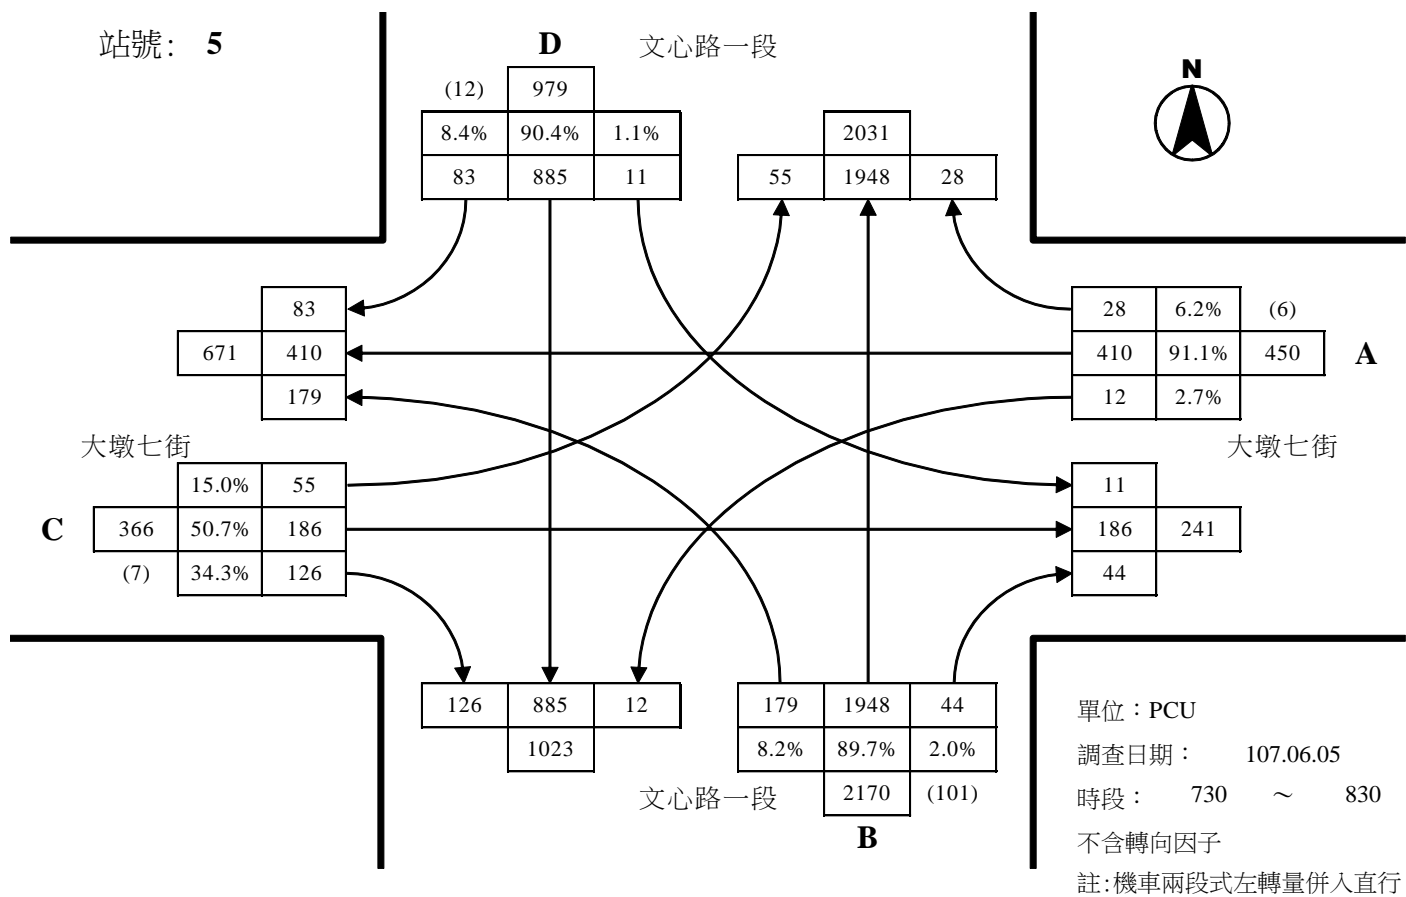 站號: 5
D
文心路一段
N
(12) 979
8.4% 90.4% 1.1%
83 885 11
2031
55 1948 28
83
671 410
179
28 6.2% (6)
410 91.1% 450 A
12 2.7%
大墩七街
大墩七街
15.0% 55
C 366 50.7% 186
(7) 34.3% 126
11
186 241
44
126 885 12
1023
179 1948 44
8.2% 89.7% 2.0%
2170 (101)
文心路一段
B
單位：PCU
調查日期： 107.06.05
時段： 730 ～ 830
不含轉向因子
註:機車兩段式左轉量併入直行